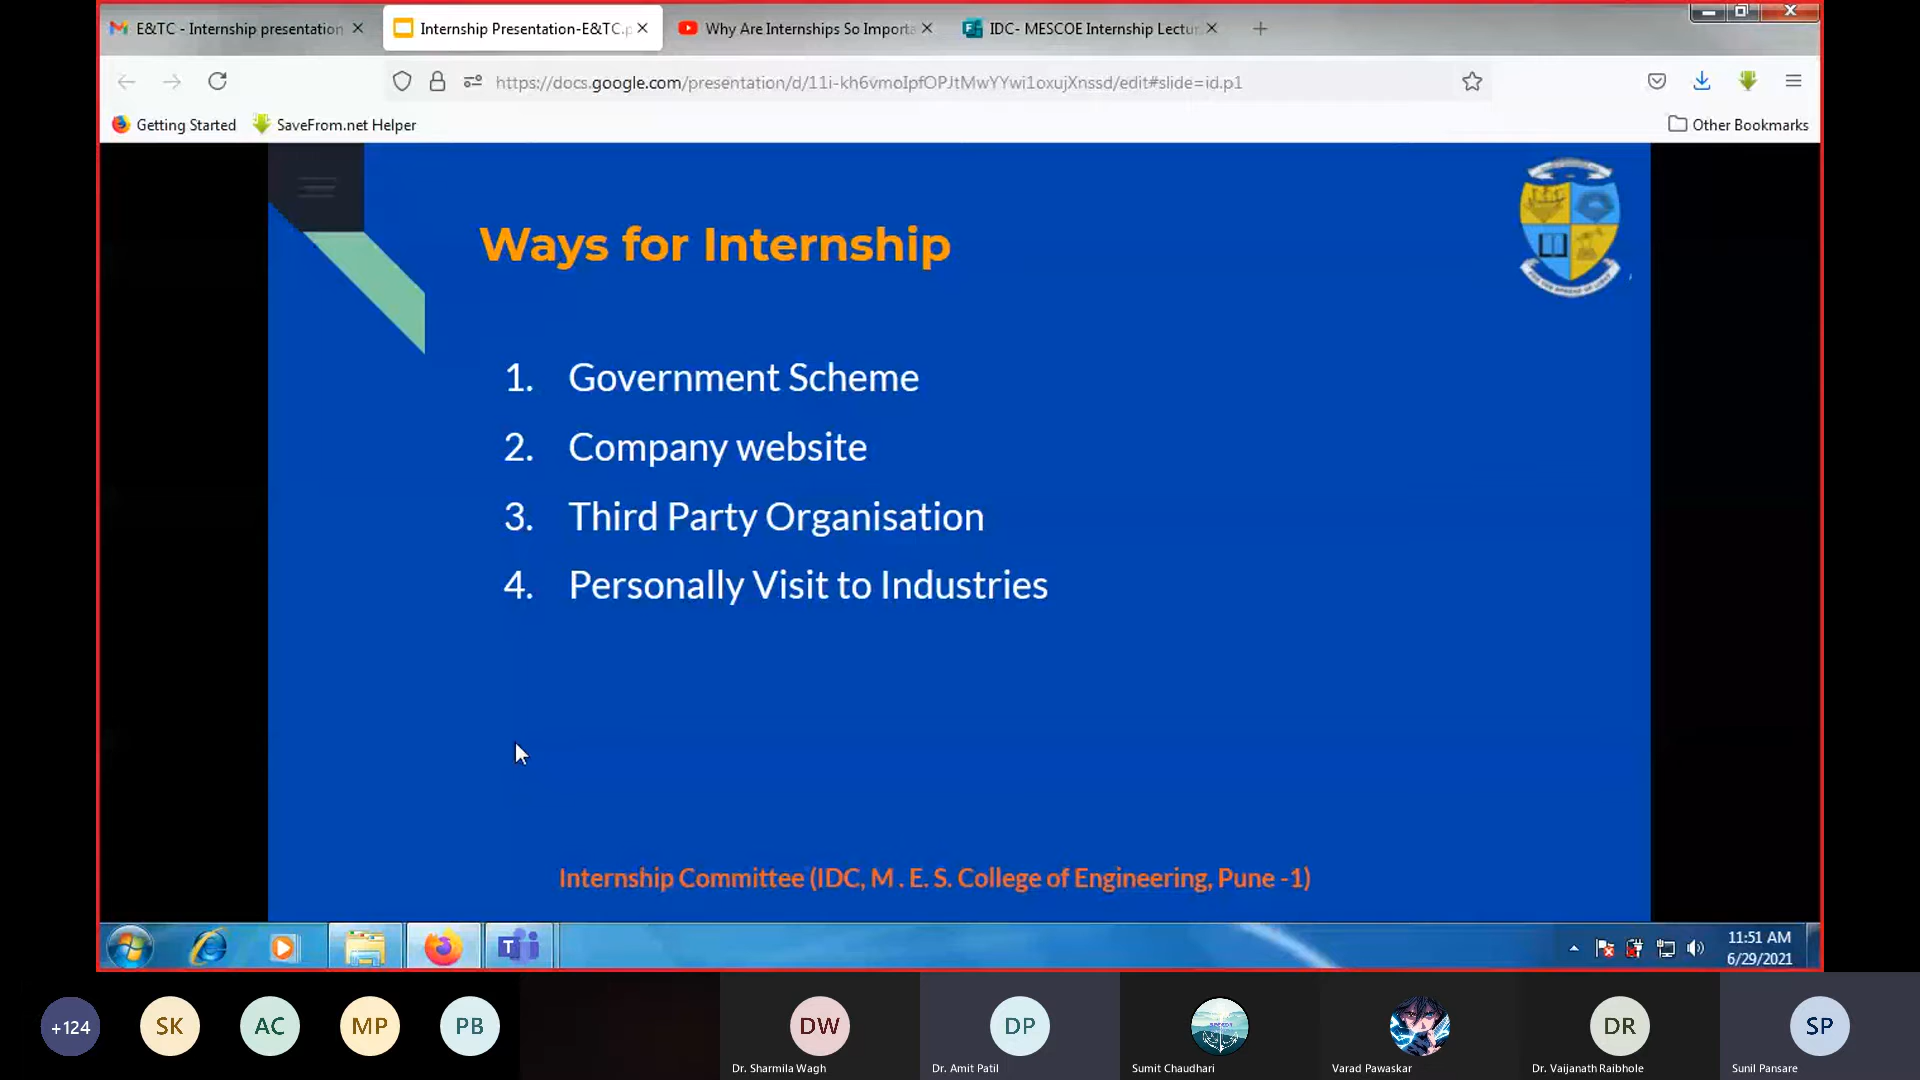 E&TC - Internship presentation
Internship Presentation-E&TC.p
Why Are Internships So Importa
IDC- MESCOE Internship Lectur
https://docs.google.com/presentation/d/11i-kh6vmoIpfOPJtMwYYwi1oxujXnssd/edit#slide=id.p1
Getting Started
SaveFrom.net Helper
Other Bookmarks
Ways for Internship
1. Government Scheme
2. Company website
3. Third Party Organisation
4. Personally Visit to Industries
Internship Committee (IDC, M . E. S. College of Engineering, Pune -1)
11:51 AM
6/29/2021
+124
SK
AC
MP
PB
DW
DP
DR
SP
Dr. Sharmila Wagh
Dr. Amit Patil
Sumit Chaudhari
Varad Pawaskar
Dr. Vaijanath Raibhole
Sunil Pansare